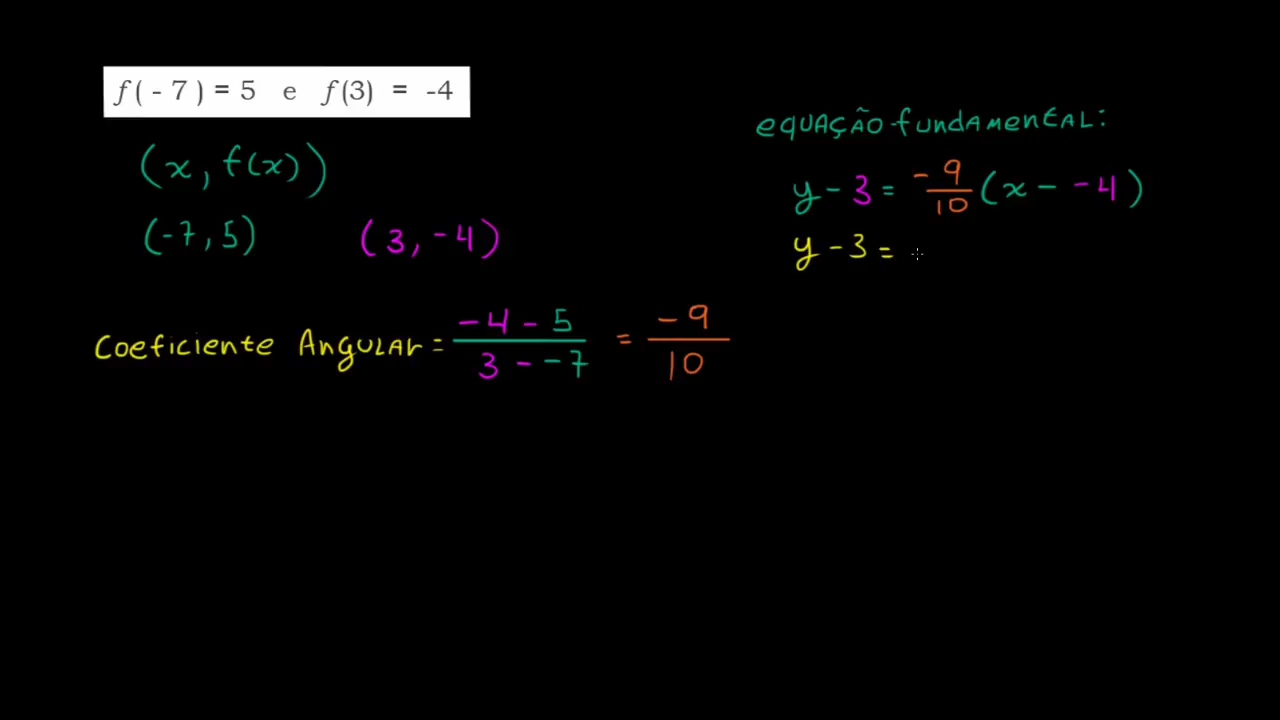 f(-7) = 5 e f(3) = -4
(x, f(x))
(-7, 5) (3, -4)
Coeficiente Angular = -4 - 5 / 3 - -7 = -9 / 10
equação fundamental:
y - 3 = -9/10 (x - -4)
y - 3 =